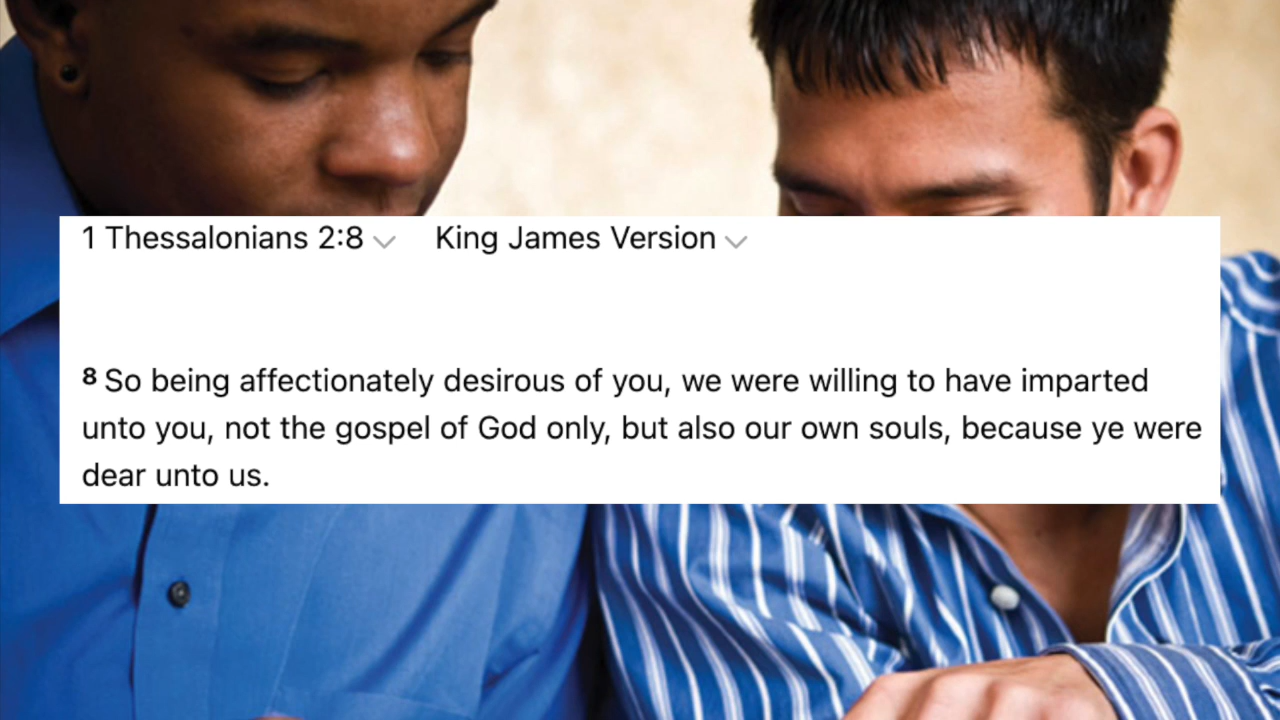 1 Thessalonians 2:8 King James Version
8 So being affectionately desirous of you, we were willing to have imparted
unto you, not the gospel of God only, but also our own souls, because ye were
dear unto us.